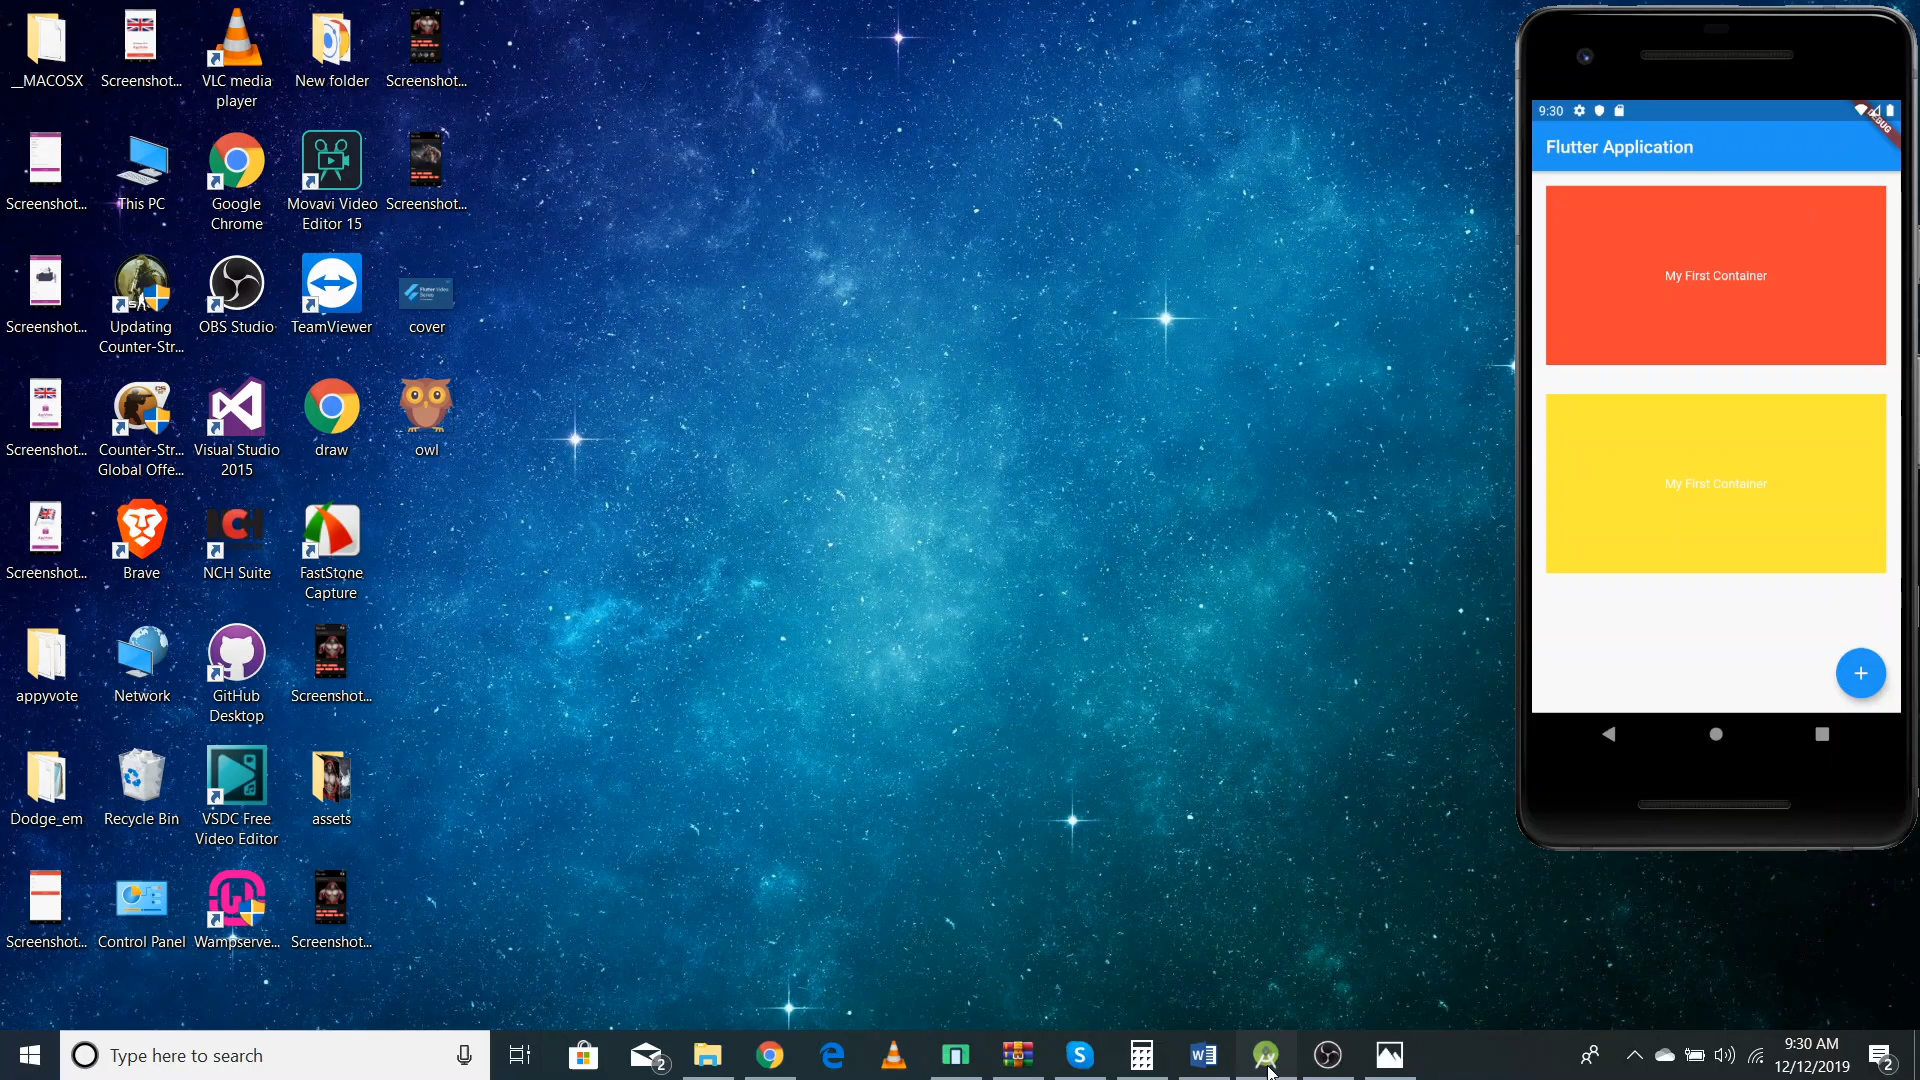 __MACOSX
Screenshot...
VLC media
player
New folder
Screenshot...
Screenshot...
This PC
Google
Chrome
Movavi Video
Editor 15
Screenshot...
Screenshot...
Updating
Counter-Str...
OBS Studio
TeamViewer
cover
Screenshot...
Counter-Str...
Global Offe...
Visual Studio
2015
draw
owl
Screenshot...
Brave
NCH Suite
FastStone
Capture
appyvote
Network
GitHub
Desktop
Screenshot...
Dodge_em
Recycle Bin
VSDC Free
Video Editor
assets
Screenshot...
Control Panel
Wampserve...
Screenshot...
9:30
DEBUG
Flutter Application
My First Container
My First Container
Type here to search
2
9:30 AM
12/12/2019
2